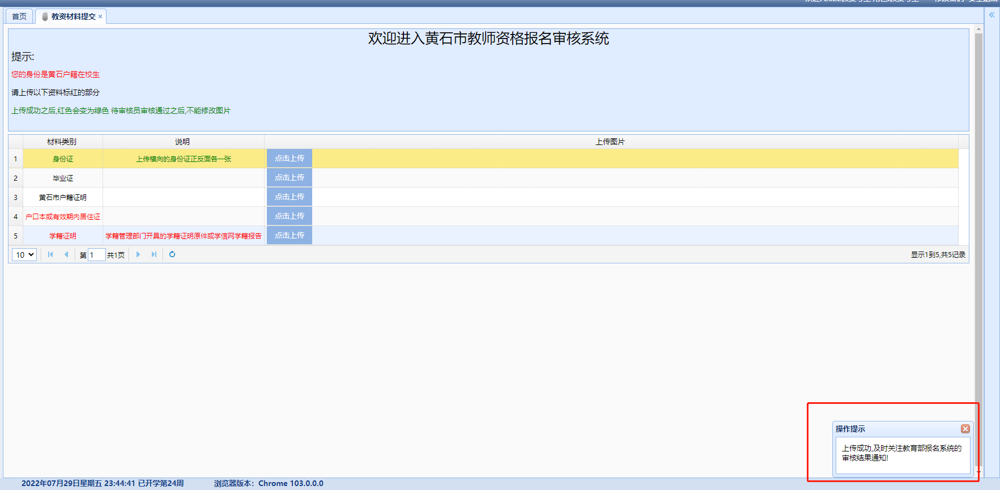 首页
教资材料提交
欢迎进入黄石市教师资格报名审核系统
提示:
您的身份是黄石户籍在校生
请上传以下资料标红的部分
上传成功之后,红色会变为绿色 待审核员审核通过之后,不能修改图片
材料类别 说明 上传图片
1 身份证 上传横向的身份证正反面各一张 点击上传
2 毕业证 点击上传
3 黄石市户籍证明 点击上传
4 户口本或有效期内居住证 点击上传
5 学籍证明 学籍管理部门开具的学籍证明原件或学信网学籍报告 点击上传
10 第 1 共1页 显示1到5,共5记录
操作提示
上传成功,及时关注教育部报名系统的
审核结果通知!
2022年07月29日星期五 23:44:41 已开学第24周 浏览器版本：Chrome 103.0.0.0